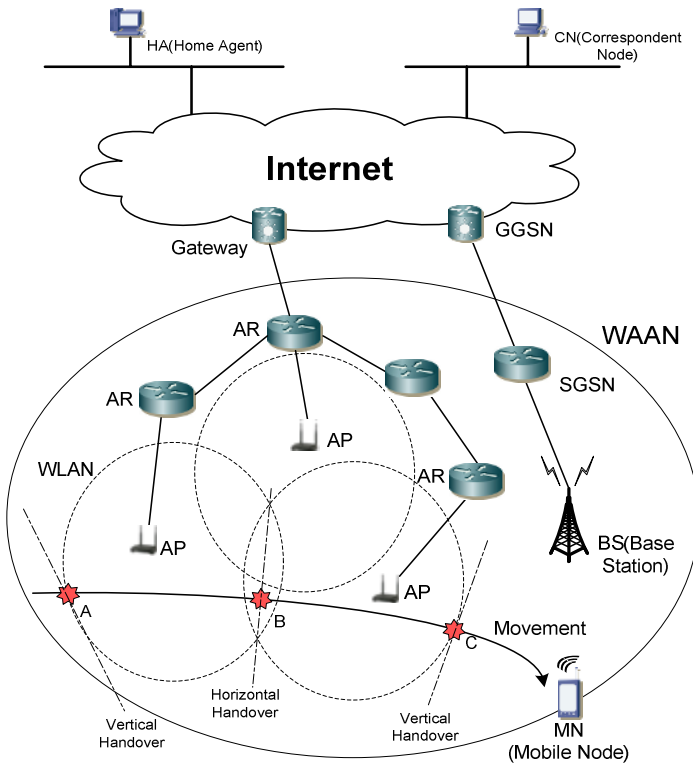 HA(Home Agent)
CN(Correspondent
Node)
Internet
Gateway
GGSN
AR
WAAN
SGSN
AR
AP
WLAN
AR
AP
BS(Base
Station)
AP
A
B
C
Movement
Horizontal
Handover
Vertical
Handover
Vertical
Handover
MN
(Mobile Node)